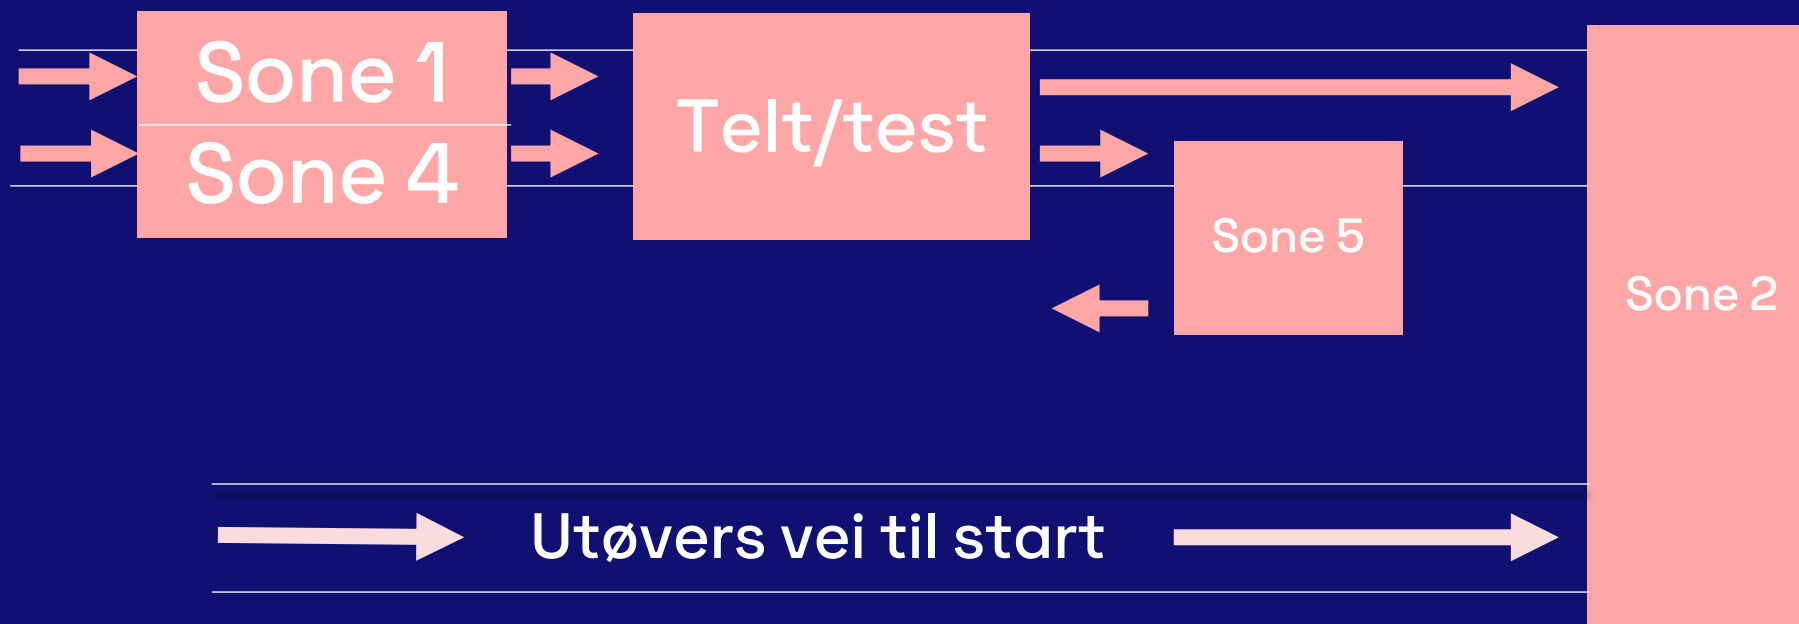 Sone 1
Sone 4
Telt/test
Sone 5
Sone 2
Utøvers vei til start